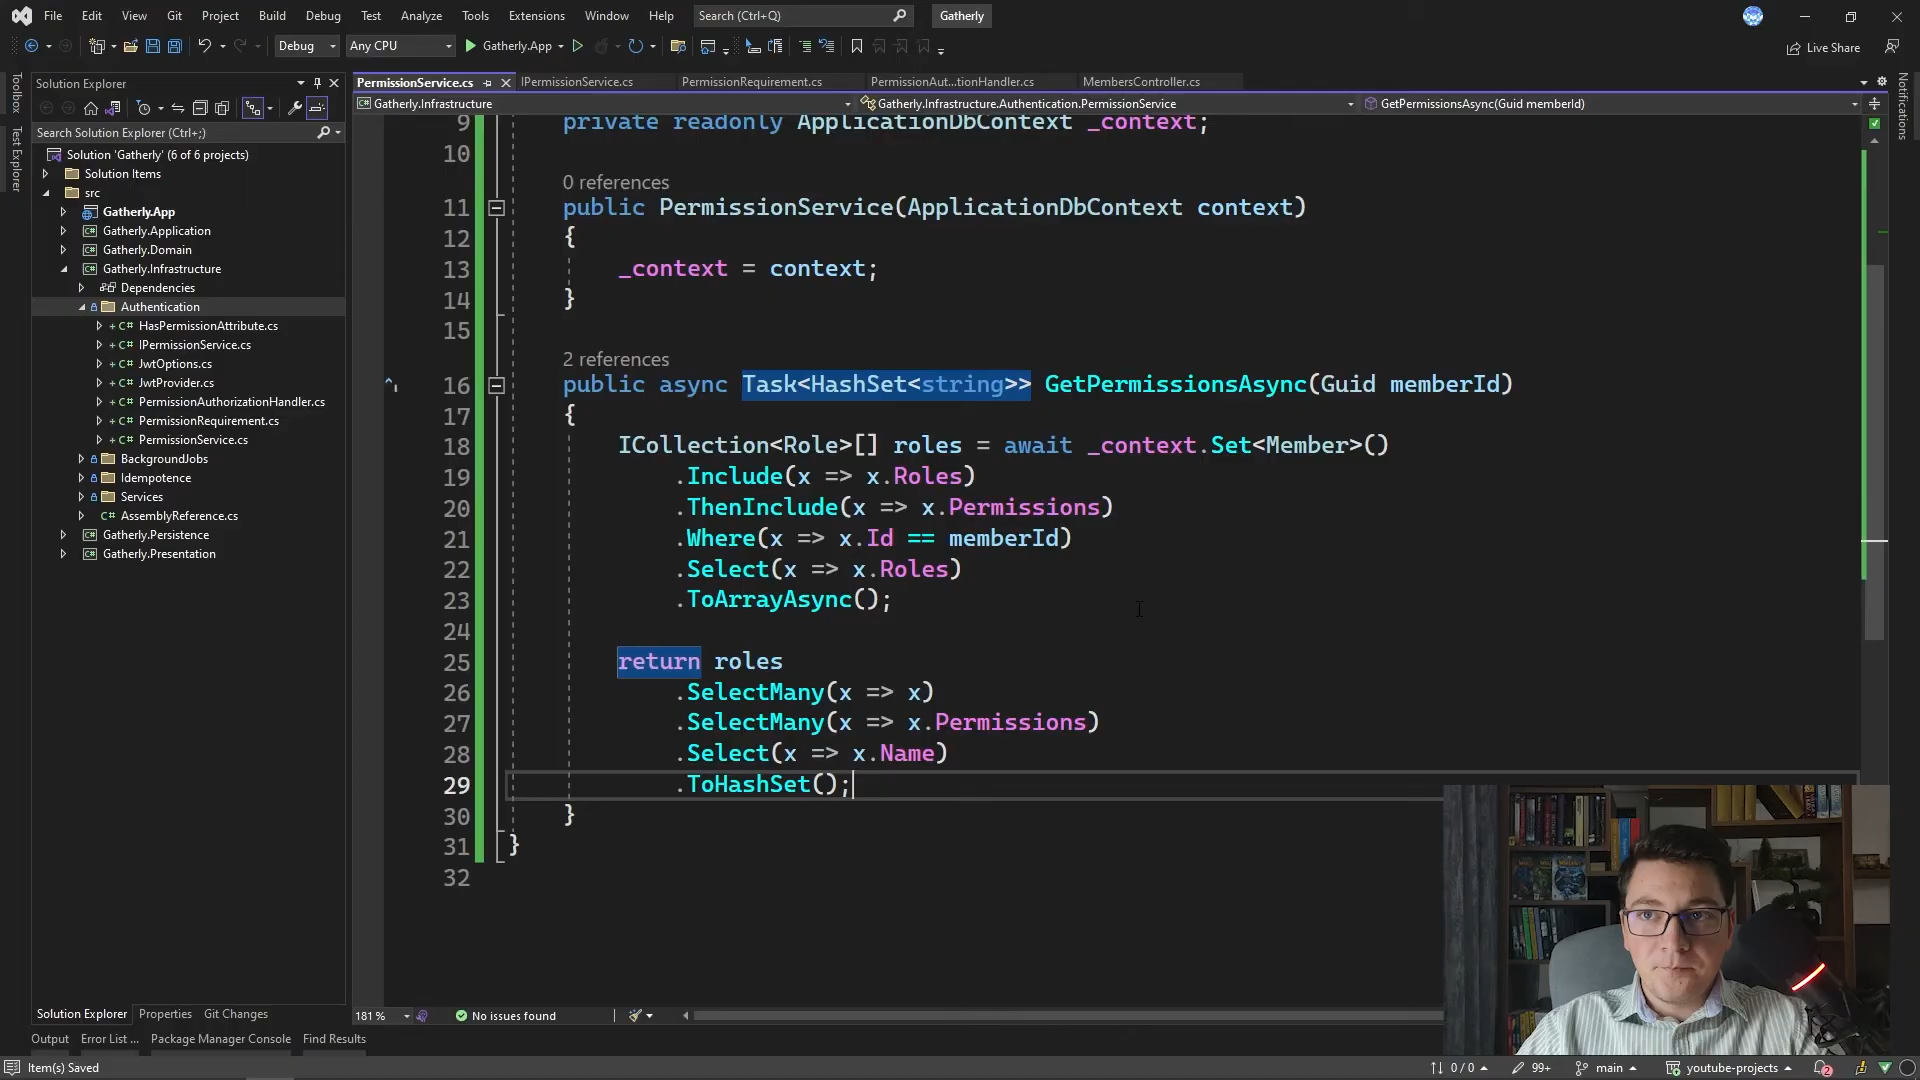 File Edit View Git Project Build Debug Test Analyze Tools Extensions Window Help Search (Ctrl+Q) Gatherly
Debug Any CPU Gatherly.App Live Share
Toolbox
Test Explorer
Notifications
Solution Explorer
Search Solution Explorer (Ctrl+;)
Solution 'Gatherly' (6 of 6 projects)
Solution Items
src
Gatherly.App
Gatherly.Application
Gatherly.Domain
Gatherly.Infrastructure
Dependencies
Authentication
+ C# HasPermissionAttribute.cs
+ C# IPermissionService.cs
+ C# JwtOptions.cs
+ C# JwtProvider.cs
+ C# PermissionAuthorizationHandler.cs
+ C# PermissionRequirement.cs
+ C# PermissionService.cs
BackgroundJobs
Idempotence
Services
C# AssemblyReference.cs
Gatherly.Persistence
Gatherly.Presentation
Solution Explorer Properties Git Changes
PermissionService.cs IPermissionService.cs PermissionRequirement.cs PermissionAut...tionHandler.cs MembersController.cs
Gatherly.Infrastructure Gatherly.Infrastructure.Authentication.PermissionService GetPermissionsAsync(Guid memberId)
9 private readonly ApplicationDbContext _context;
10
0 references
11 public PermissionService(ApplicationDbContext context)
12 {
13 _context = context;
14 }
15
2 references
16 public async Task<HashSet<string>> GetPermissionsAsync(Guid memberId)
17 {
18 ICollection<Role>[] roles = await _context.Set<Member>()
19 .Include(x => x.Roles)
20 .ThenInclude(x => x.Permissions)
21 .Where(x => x.Id == memberId)
22 .Select(x => x.Roles)
23 .ToArrayAsync();
24
25 return roles
26 .SelectMany(x => x)
27 .SelectMany(x => x.Permissions)
28 .Select(x => x.Name)
29 .ToHashSet();
30 }
31 }
32
181 % No issues found
Output Error List ... Package Manager Console Find Results
Item(s) Saved 0 / 0 99+ main youtube-projects 2